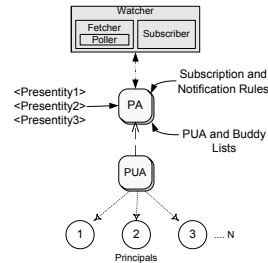 Watcher
Fetcher
Poller
Subscriber
Subscription and
Notification Rules
<Presentity1>
<Presentity2>
<Presentity3>
PA
PUA and Buddy
Lists
PUA
1
2
3
.... N
Principals